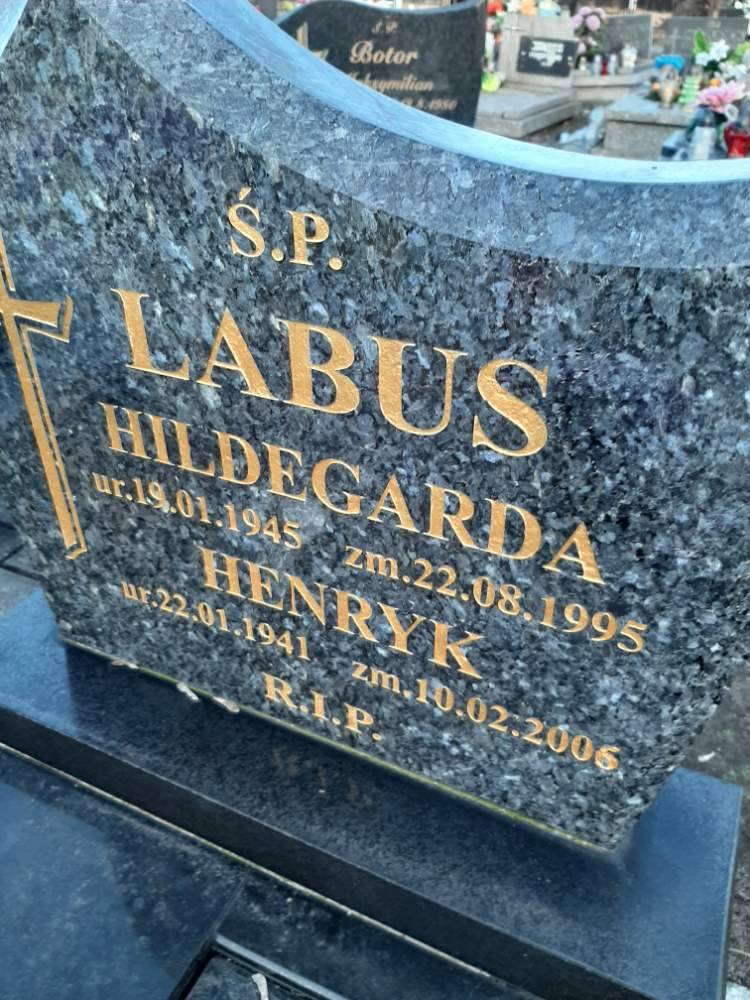 Ś.P.
Botor
Ś.P.
LABUS
HILDEGARDA
ur.19.01.1945 zm.22.08.1995
HENRYK
ur.22.01.1941 zm.10.02.2006
R.I.P.